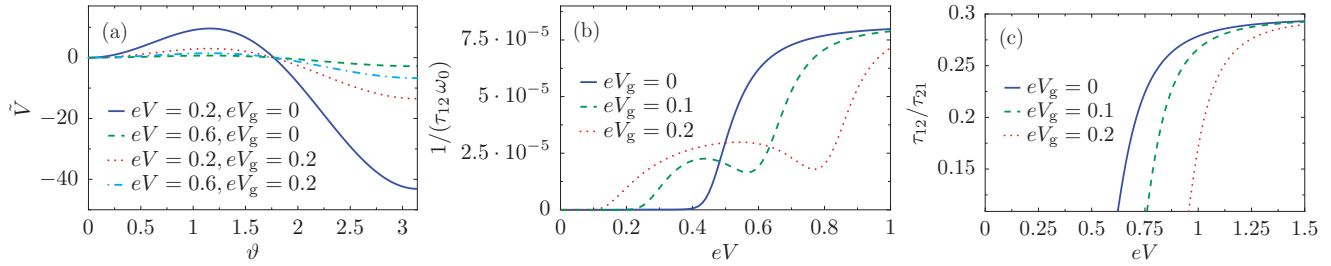 (a)
0
−20
−40
Ṽ
0
0.5
1
1.5
2
2.5
3
ϑ
eV = 0.2, eVg = 0
eV = 0.6, eVg = 0
eV = 0.2, eVg = 0.2
eV = 0.6, eVg = 0.2
(b)
7.5·10⁻⁵
5·10⁻⁵
2.5·10⁻⁵
0
1/(τ₁₂ ω₀)
0
0.2
0.4
0.6
0.8
1
eV
eVg = 0
eVg = 0.1
eVg = 0.2
(c)
0.3
0.25
0.2
0.15
τ₁₂/τ₂₁
0
0.25
0.5
0.75
1
1.25
1.5
eV
eVg = 0
eVg = 0.1
eVg = 0.2